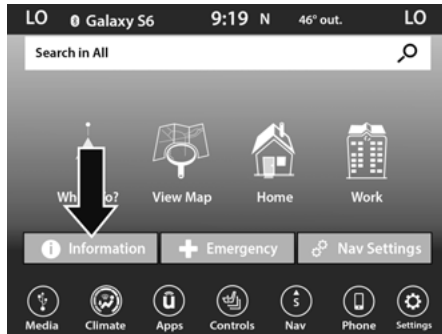 LO Galaxy S6 9:19 N 46° out. LO
Search in All
View Map Home Work
Information Emergency Nav Settings
ū S
Media Climate Apps Controls Nav Phone Settings